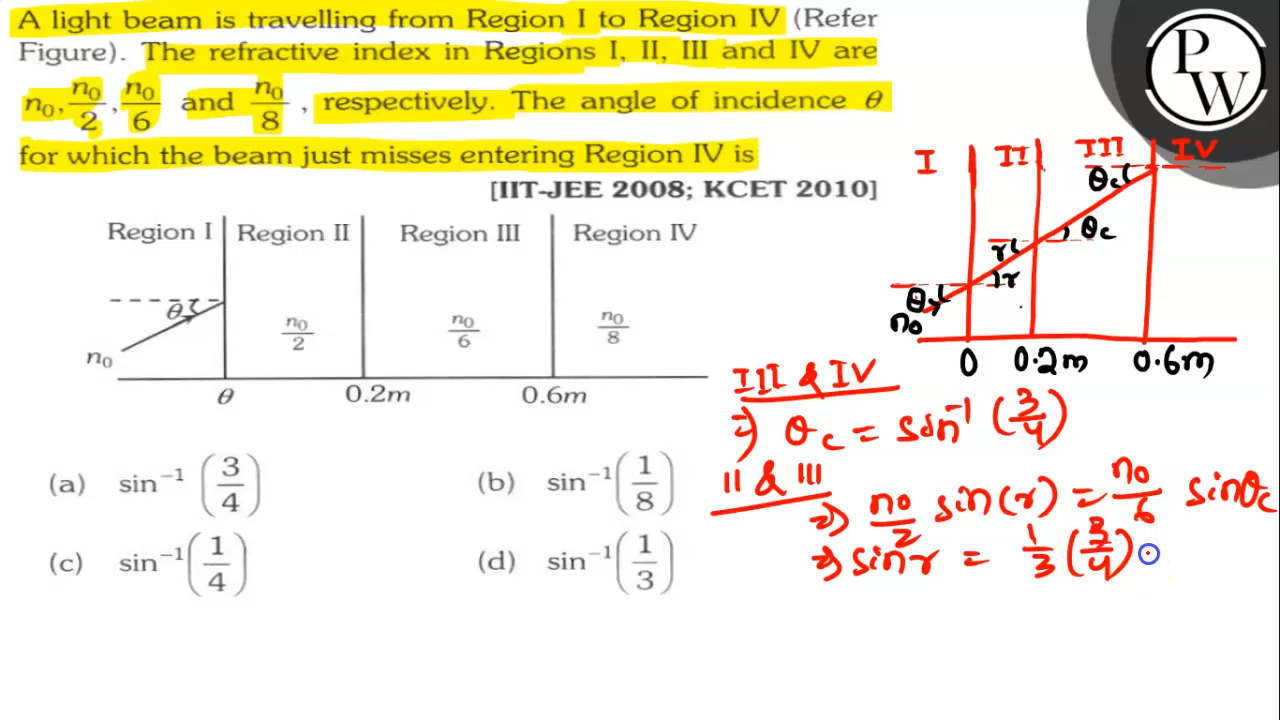 A light beam is travelling from Region I to Region IV (Refer
Figure). The refractive index in Regions I, II, III and IV are
n₀, n₀/2, n₀/6 and n₀/8, respectively. The angle of incidence θ
for which the beam just misses entering Region IV is
[IIT-JEE 2008; KCET 2010]
Region I Region II Region III Region IV
θ
n₀ n₀/2 n₀/6 n₀/8
θ 0.2m 0.6m
(a) sin⁻¹ (3/4) (b) sin⁻¹ (1/8)
(c) sin⁻¹ (1/4) (d) sin⁻¹ (1/3)
PW
I II III IV
θc
θc
r
r
θ
n₀
0 0.2m 0.6m
III & IV
⇒) θc = sin⁻¹ (3/4)
II & III
⇒) n₀/2 sin(r) = n₀/6 sinθc
⇒) sin r = 1/3 (3/4)